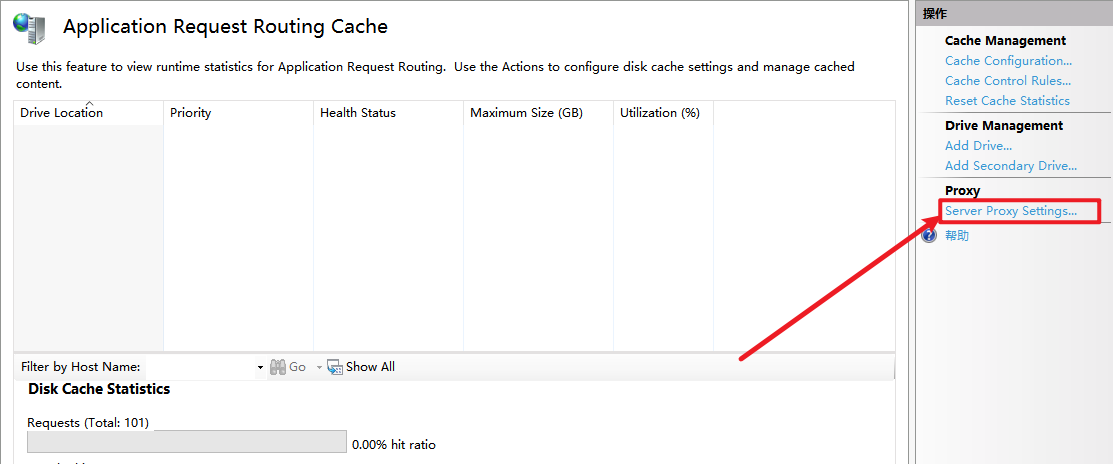 Application Request Routing Cache
Use this feature to view runtime statistics for Application Request Routing.  Use the Actions to configure disk cache settings and manage cached
content.
Drive Location Priority Health Status Maximum Size (GB) Utilization (%)
Filter by Host Name: Go Show All
Disk Cache Statistics
Requests (Total: 101)
0.00% hit ratio
操作
Cache Management
Cache Configuration...
Cache Control Rules...
Reset Cache Statistics
Drive Management
Add Drive...
Add Secondary Drive...
Proxy
Server Proxy Settings...
帮助